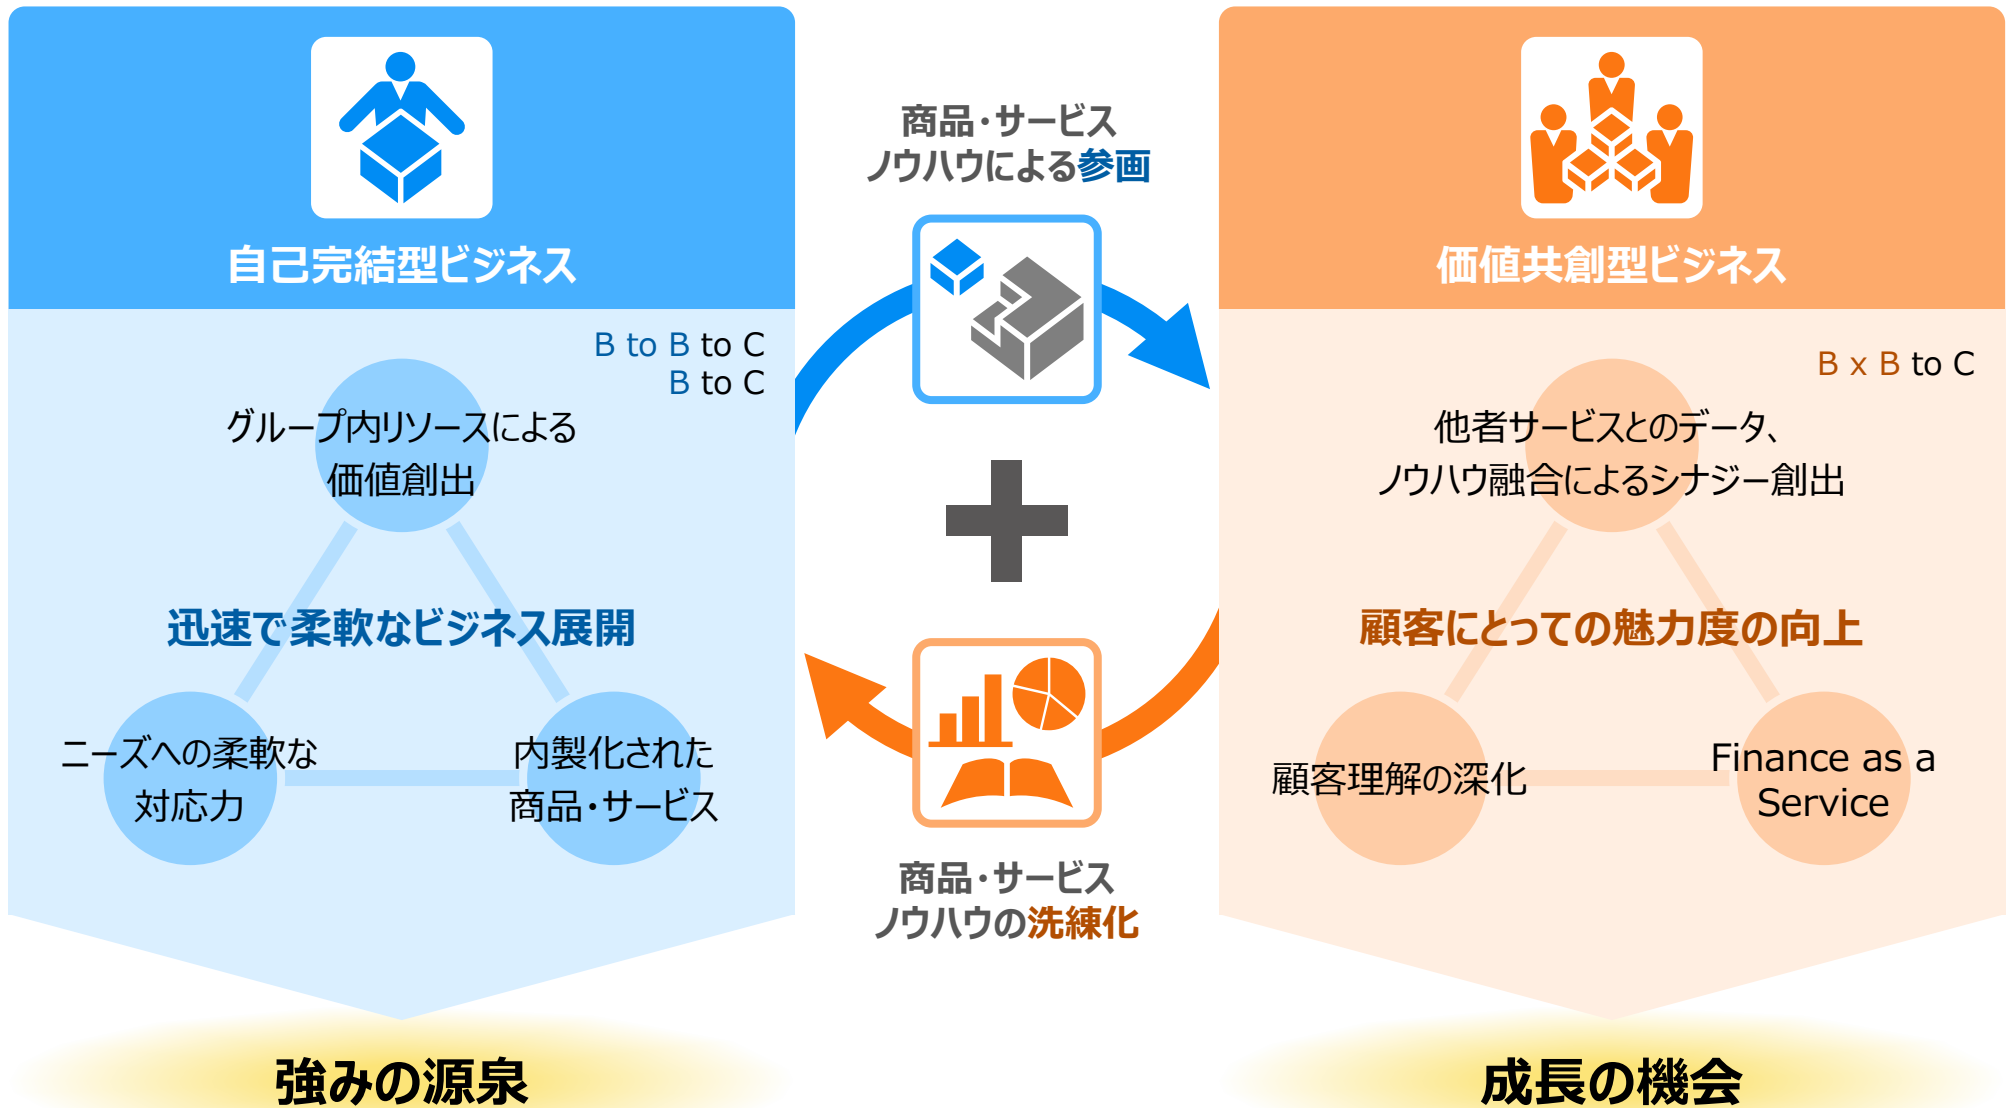 自己完結型ビジネス
B to B to C
B to C
グループ内リソースによる
価値創出
迅速で柔軟なビジネス展開
ニーズへの柔軟な
対応力
内製化された
商品・サービス
強みの源泉
商品・サービス
ノウハウによる参画
商品・サービス
ノウハウの洗練化
価値共創型ビジネス
B x B to C
他者サービスとのデータ、
ノウハウ融合によるシナジー創出
顧客にとっての魅力度の向上
顧客理解の深化
Finance as a
Service
成長の機会